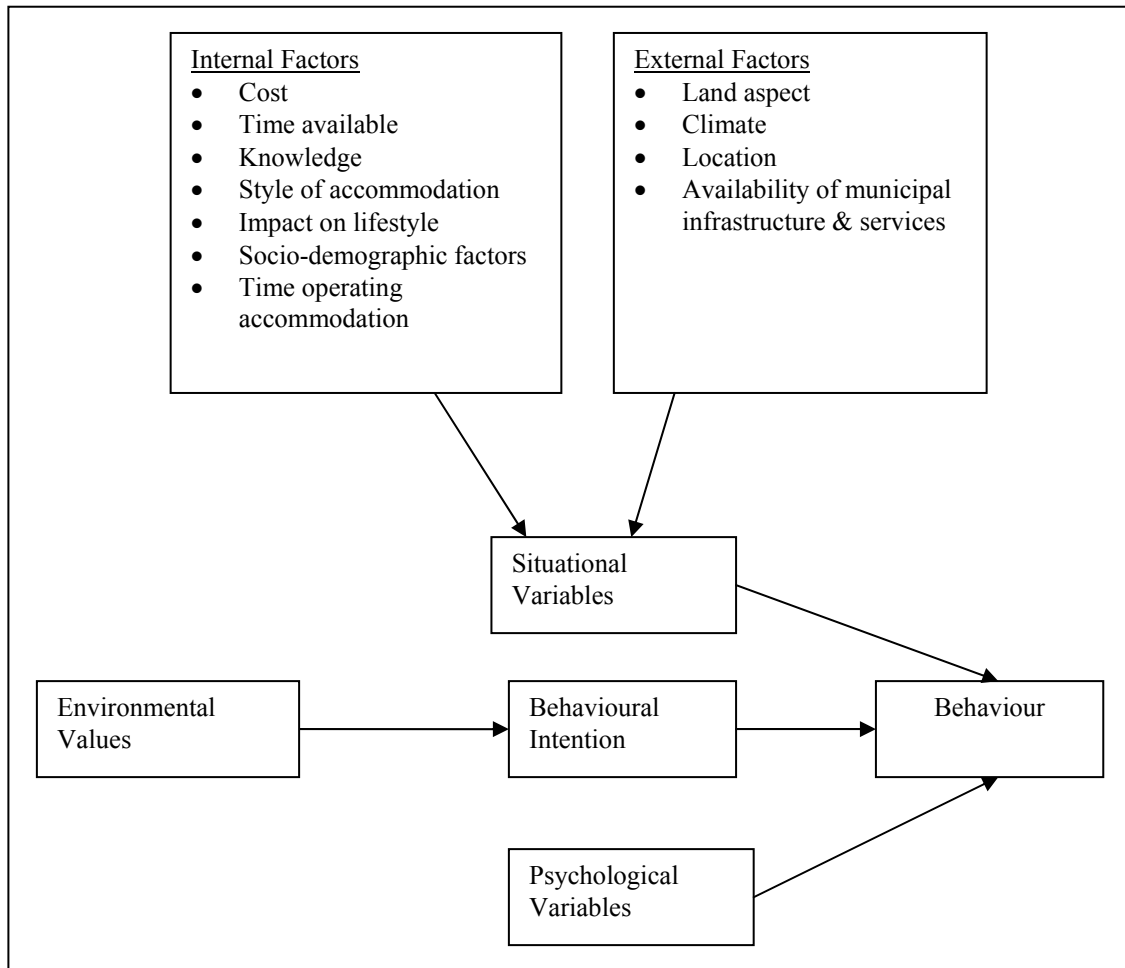 Internal Factors
• Cost
• Time available
• Knowledge
• Style of accommodation
• Impact on lifestyle
• Socio-demographic factors
• Time operating
accommodation
External Factors
• Land aspect
• Climate
• Location
• Availability of municipal
infrastructure & services
Situational
Variables
Environmental
Values
Behavioural
Intention
Behaviour
Psychological
Variables